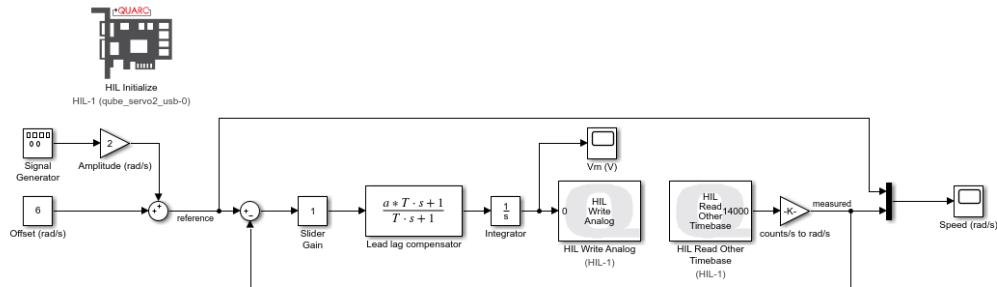 QUARC
HIL Initialize
HIL-1 (qube_servo2_usb-0)
Signal
Generator
2
Amplitude (rad/s)
6
Offset (rad/s)
+
+
reference
+
−
1
Slider
Gain
a∗T·s+1
T·s+1
Lead lag compensator
1
s
Integrator
Vm (V)
0
HIL
Write
Analog
HIL Write Analog
(HIL-1)
HIL
Read
Other
Timebase
14000
HIL Read Other
Timebase
(HIL-1)
-K-
counts/s to rad/s
measured
Speed (rad/s)